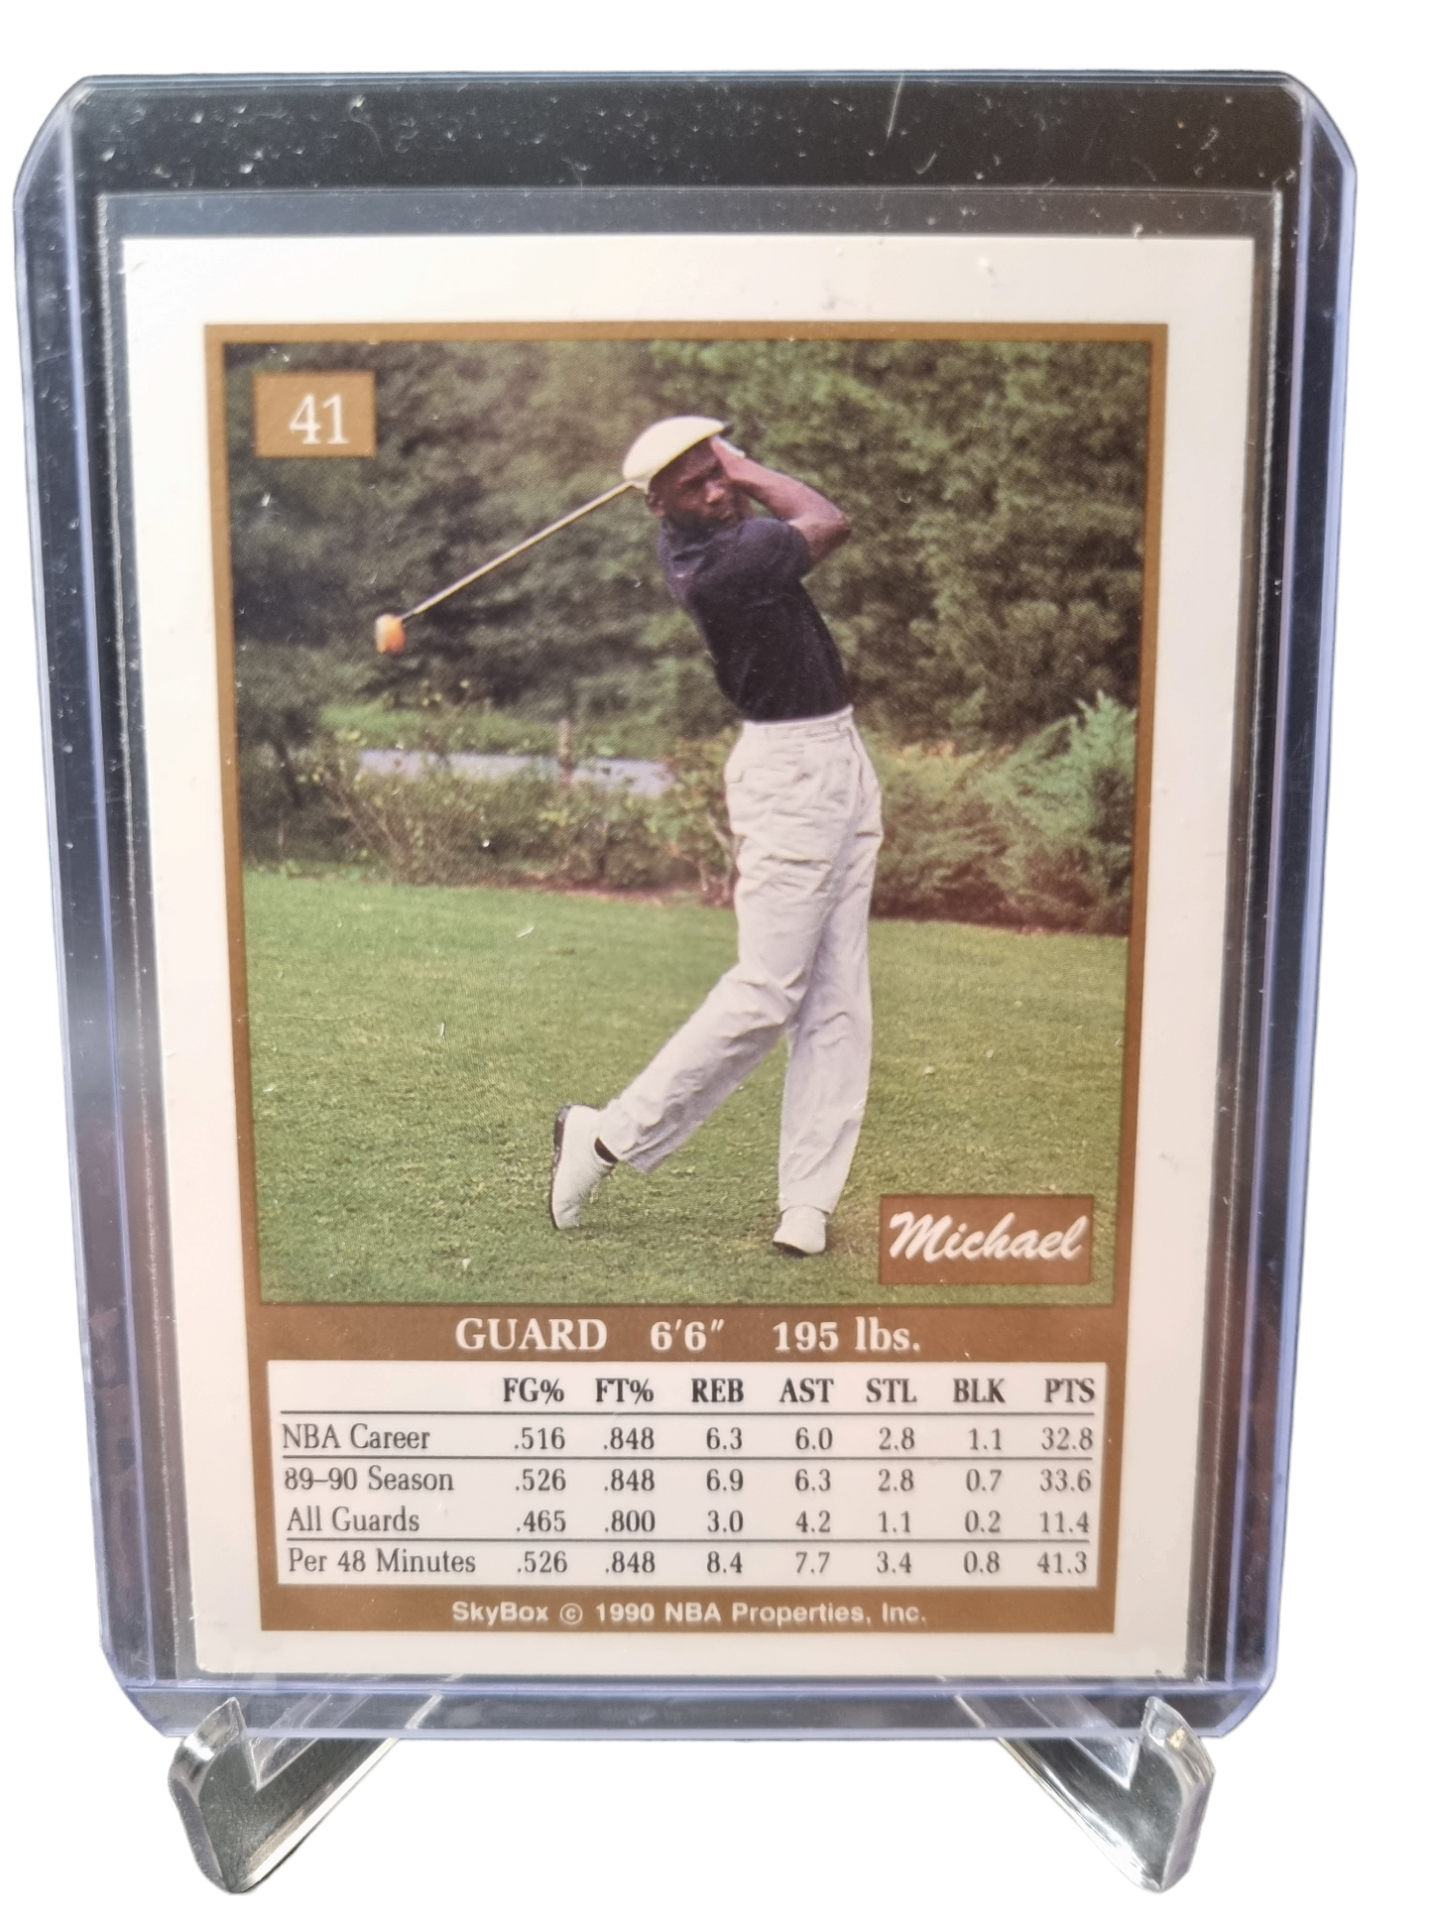 41
Michael
GUARD 6'6" 195 lbs.
FG% FT% REB AST STL BLK PTS
NBA Career .516 .848 6.3 6.0 2.8 1.1 32.8
89–90 Season .526 .848 6.9 6.3 2.8 0.7 33.6
All Guards .465 .800 3.0 4.2 1.1 0.2 11.4
Per 48 Minutes .526 .848 8.4 7.7 3.4 0.8 41.3
SkyBox © 1990 NBA Properties, Inc.